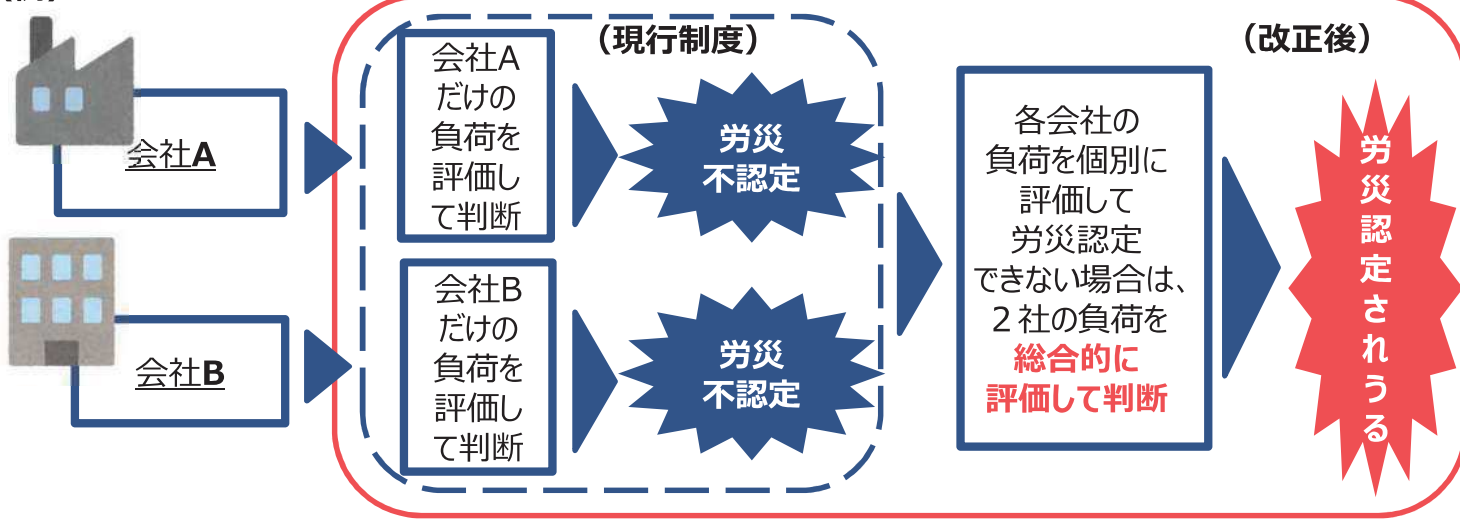 （現行制度）
（改正後）
会社A
会社A
だけの
負荷を
評価し
て判断
労災
不認定
会社B
会社B
だけの
負荷を
評価し
て判断
労災
不認定
各会社の
負荷を個別に
評価して
労災認定
できない場合は、
２社の負荷を
総合的に
評価して判断
労災認定されうる